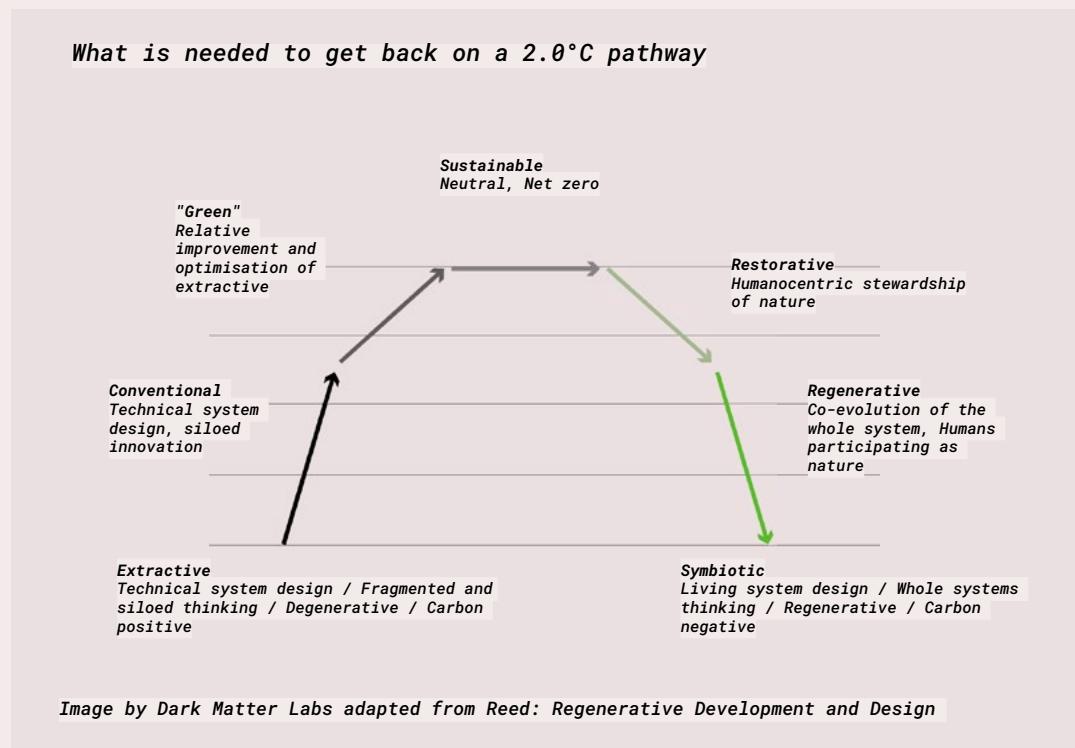 What is needed to get back on a 2.0°C pathway
Sustainable
Neutral, Net zero
"Green"
Relative
improvement and
optimisation of
extractive
Restorative
Humanocentric stewardship
of nature
Conventional
Technical system
design, siloed
innovation
Regenerative
Co-evolution of the
whole system, Humans
participating as
nature
Extractive
Technical system design / Fragmented and
siloed thinking / Degenerative / Carbon
positive
Symbiotic
Living system design / Whole systems
thinking / Regenerative / Carbon
negative
Image by Dark Matter Labs adapted from Reed: Regenerative Development and Design